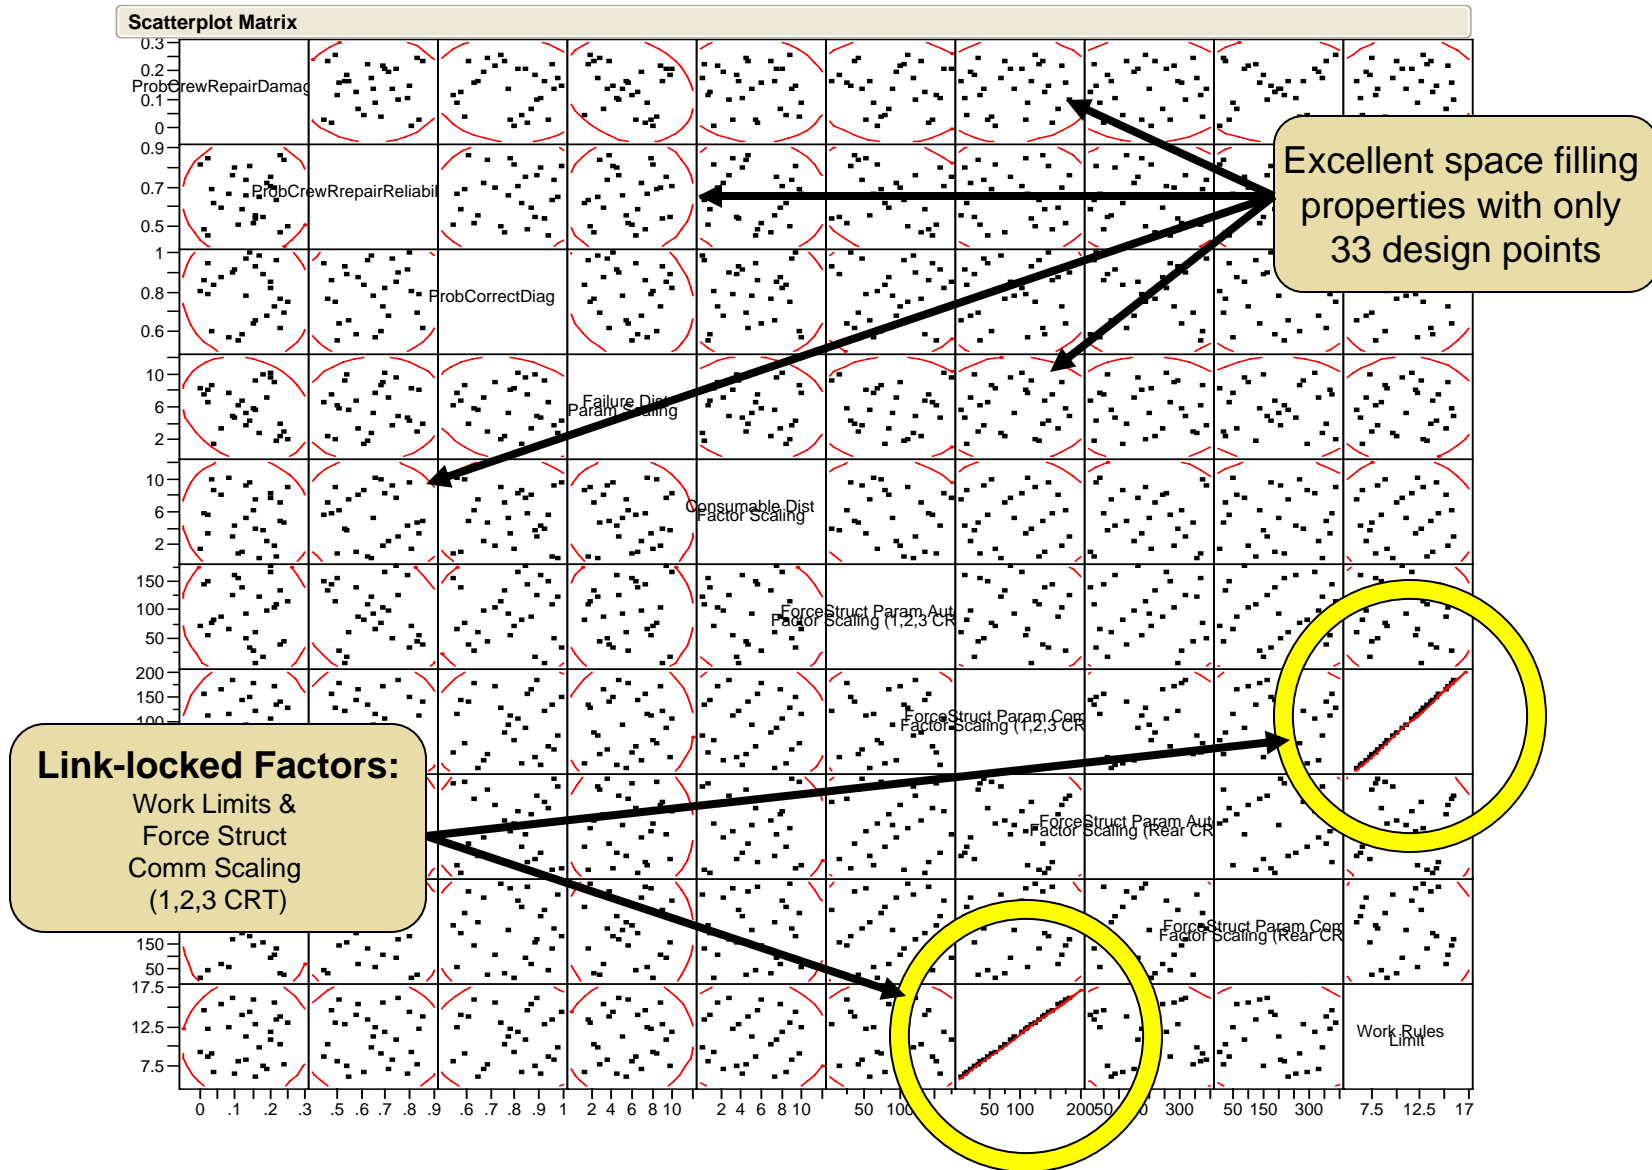 Scatterplot Matrix
0.3
0.2
0.1
0
ProbCrewRepairDamag
0.9
0.7
0.5
ProbCrewRrepairReliabil
Excellent space filling
properties with only
33 design points
1
0.8
0.6
ProbCorrectDiag
10
6
2
Failure Dist
Param Scaling
10
6
2
Consumable Dist
Factor Scaling
150
100
50
ForceStruct Param Aut
Factor Scaling (1,2,3 CR
200
150
100
ForceStruct Param Com
Factor Scaling (1,2,3 CR
Link-locked Factors:
Work Limits &
Force Struct
Comm Scaling
(1,2,3 CRT)
ForceStruct Param Aut
Factor Scaling (Rear CR
150
50
ForceStruct Param Com
Factor Scaling (Rear CR
17.5
12.5
7.5
Work Rules
Limit
0 .1 .2 .3 .5 .6 .7 .8 .9 .6 .7 .8 .9 1 2 4 6 8 10 2 4 6 8 10 50 100 50 100 200 50 300 50 150 300 7.5 12.5 17